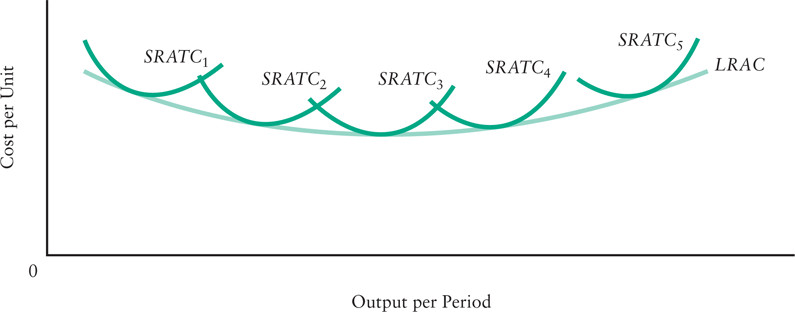 Cost per Unit
SRATC₁
SRATC₂
SRATC₃
SRATC₄
SRATC₅
LRAC
0
Output per Period